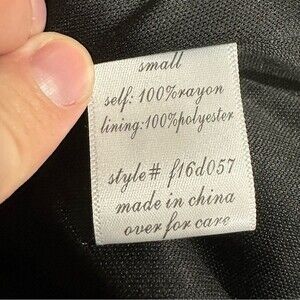 small
self: 100%rayon
lining:100%polyester
style# f16d057
made in china
over for care